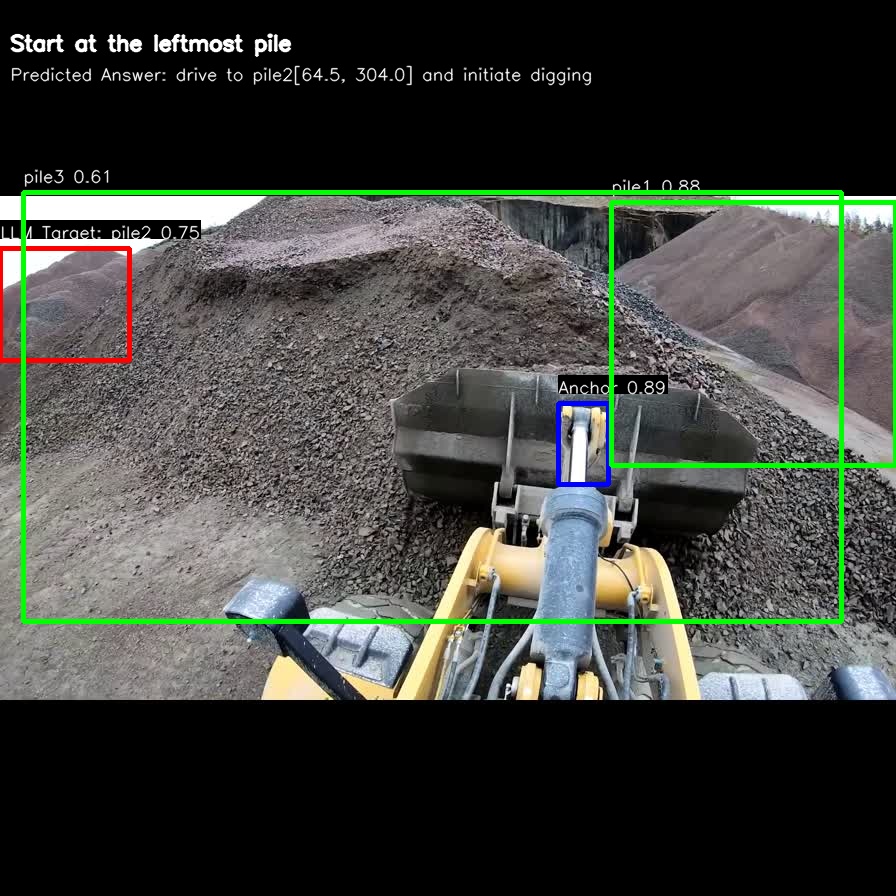 Start at the leftmost pile
Predicted Answer: drive to pile2[64.5, 304.0] and initiate digging
pile3 0.61
pile1 0.88
LLM Target: pile2 0.75
Anchor 0.89